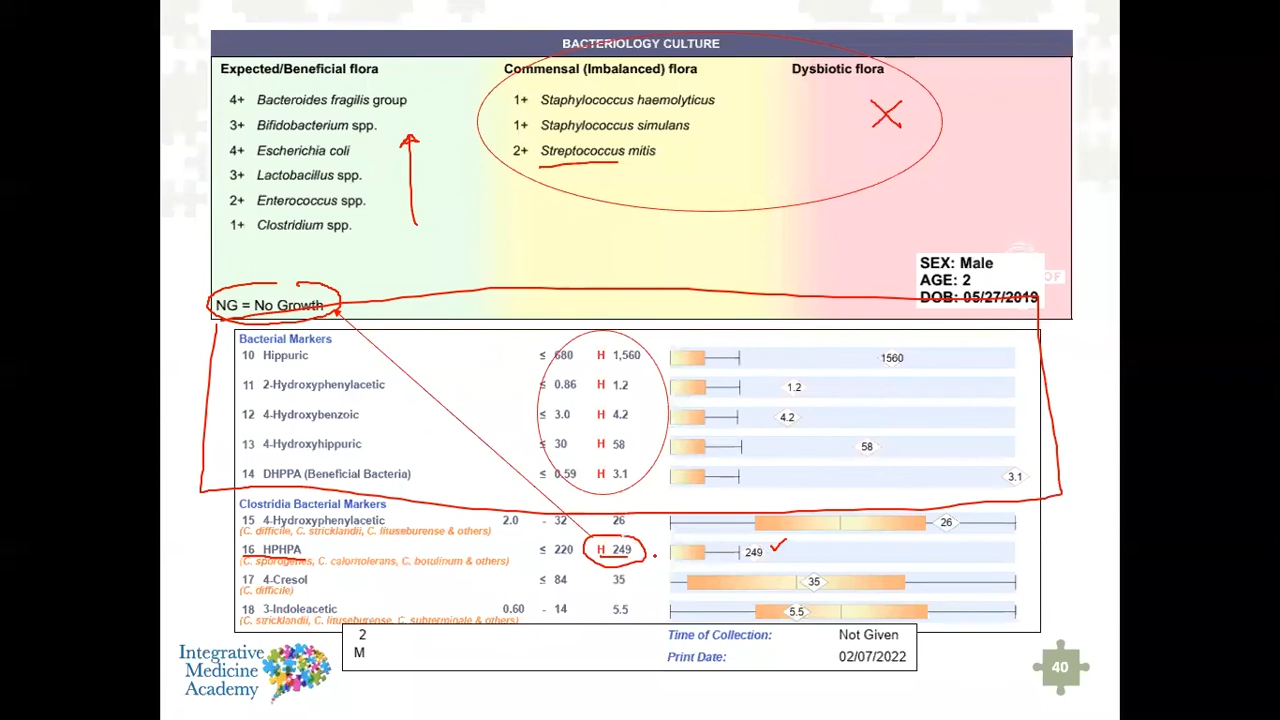 BACTERIOLOGY CULTURE
Expected/Beneficial flora Commensal (Imbalanced) flora Dysbiotic flora
4+ Bacteroides fragilis group 1+ Staphylococcus haemolyticus
3+ Bifidobacterium spp. 1+ Staphylococcus simulans
4+ Escherichia coli 2+ Streptococcus mitis
3+ Lactobacillus spp.
2+ Enterococcus spp.
1+ Clostridium spp.
SEX: Male
OF
AGE: 2
DOB: 05/27/2019
NG = No Growth
Bacterial Markers
10 Hippuric ≤ 680 H 1,560 1560
11 2-Hydroxyphenylacetic ≤ 0.86 H 1.2 1.2
12 4-Hydroxybenzoic ≤ 3.0 H 4.2 4.2
13 4-Hydroxyhippuric ≤ 30 H 58 58
14 DHPPA (Beneficial Bacteria) ≤ 0.59 H 3.1 3.1
Clostridia Bacterial Markers
15 4-Hydroxyphenylacetic 2.0 - 32 26 26
(C. difficile, C. stricklandii, C. lituseburense & others)
16 HPHPA ≤ 220 H 249 249
(C. sporogenes, C. caloritolerans, C. botulinum & others)
17 4-Cresol ≤ 84 35 35
(C. difficile)
18 3-Indoleacetic 0.60 - 14 5.5 5.5
(C. stricklandii, C. lituseburense, C. subterminale & others)
2 Time of Collection: Not Given
M Print Date: 02/07/2022
Integrative
Medicine
Academy
40